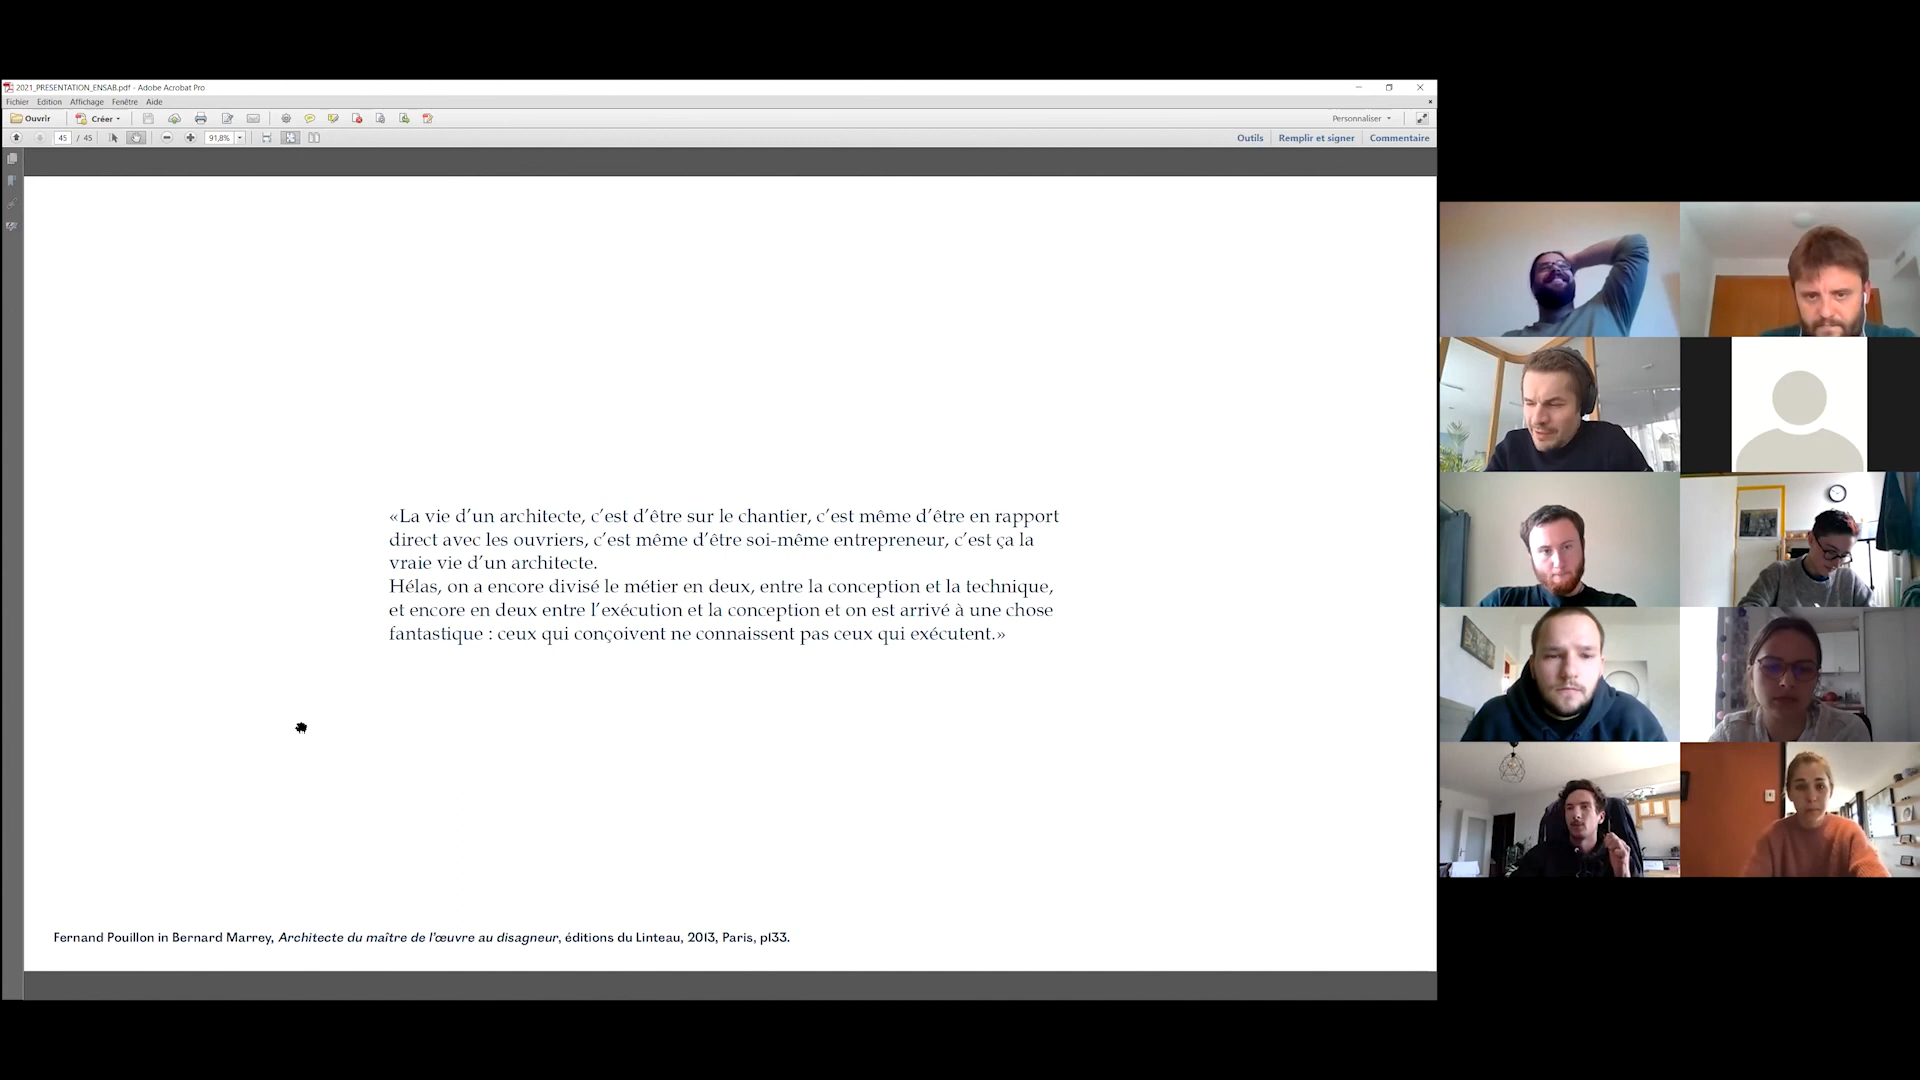 2021_PRESENTATION_ENSAB.pdf - Adobe Acrobat Pro
Fichier Edition Affichage Fenêtre Aide
Ouvrir Créer Personnaliser
45 / 45 91,8% Outils Remplir et signer Commentaire
«La vie d’un architecte, c’est d’être sur le chantier, c’est même d’être en rapport
direct avec les ouvriers, c’est même d’être soi-même entrepreneur, c’est ça la
vraie vie d’un architecte.
Hélas, on a encore divisé le métier en deux, entre la conception et la technique,
et encore en deux entre l’exécution et la conception et on est arrivé à une chose
fantastique : ceux qui conçoivent ne connaissent pas ceux qui exécutent.»
Fernand Pouillon in Bernard Marrey, Architecte du maître de l’œuvre au disagneur, éditions du Linteau, 2013, Paris, p133.